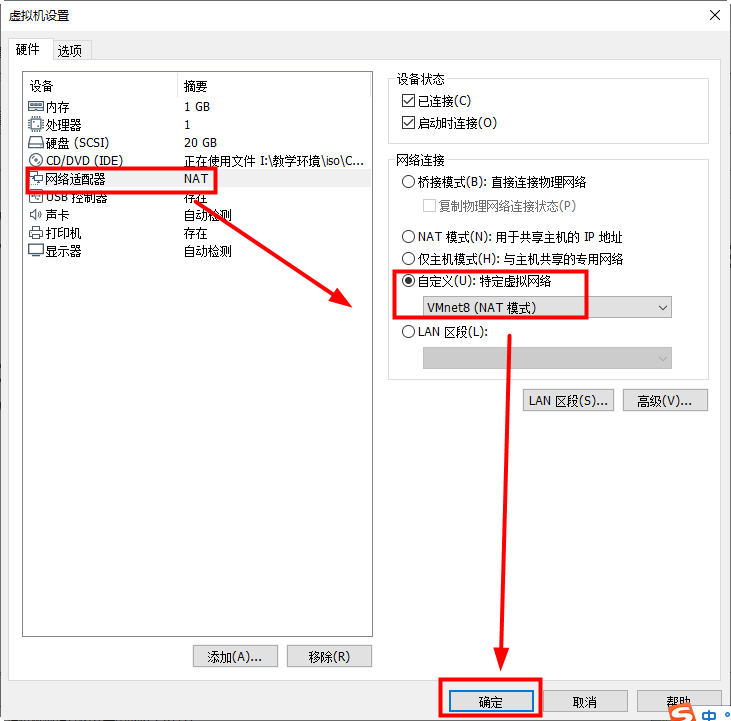 虚拟机设置
硬件 选项
设备 摘要
内存 1 GB
处理器 1
硬盘 (SCSI) 20 GB
CD/DVD (IDE) 正在使用文件 I:\教学环境\iso\C...
网络适配器 NAT
USB 控制器 存在
声卡 自动检测
打印机 存在
显示器 自动检测
添加(A)... 移除(R)
设备状态
已连接(C)
启动时连接(O)
网络连接
桥接模式(B): 直接连接物理网络
复制物理网络连接状态(P)
NAT 模式(N): 用于共享主机的 IP 地址
仅主机模式(H): 与主机共享的专用网络
自定义(U): 特定虚拟网络
VMnet8 (NAT 模式)
LAN 区段(L):
LAN 区段(S)... 高级(V)...
确定 取消 帮助
中